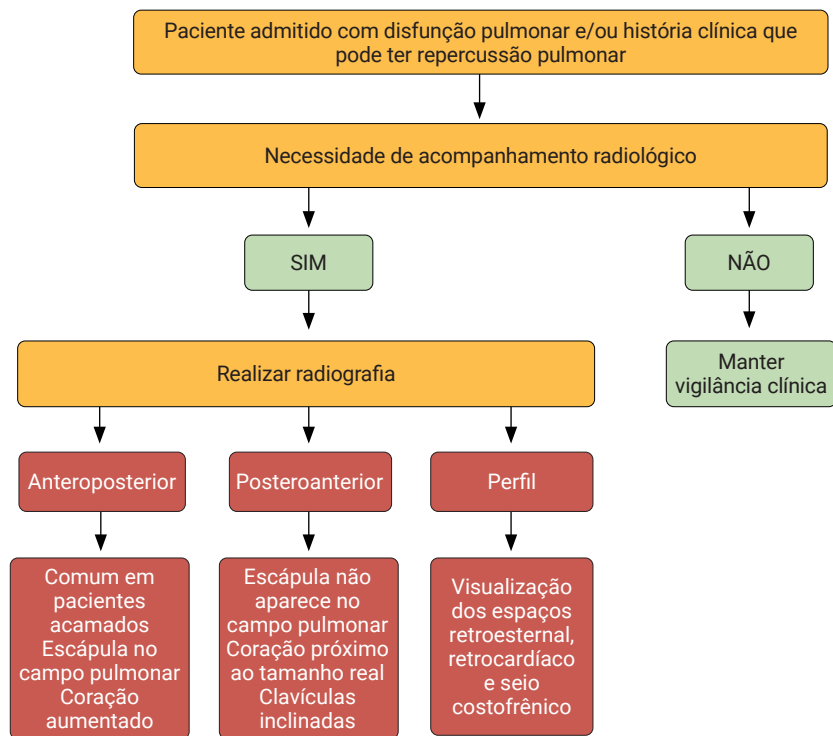 Paciente admitido com disfunção pulmonar e/ou história clínica que
pode ter repercussão pulmonar
Necessidade de acompanhamento radiológico
SIM
NÃO
Realizar radiografia
Manter
vigilância clínica
Anteroposterior
Posteroanterior
Perfil
Comum em
pacientes
acamados
Escápula no
campo pulmonar
Coração
aumentado
Escápula não
aparece no
campo pulmonar
Coração próximo
ao tamanho real
Clavículas
inclinadas
Visualização
dos espaços
retroesternal,
retrocardíaco
e seio
costofrênico